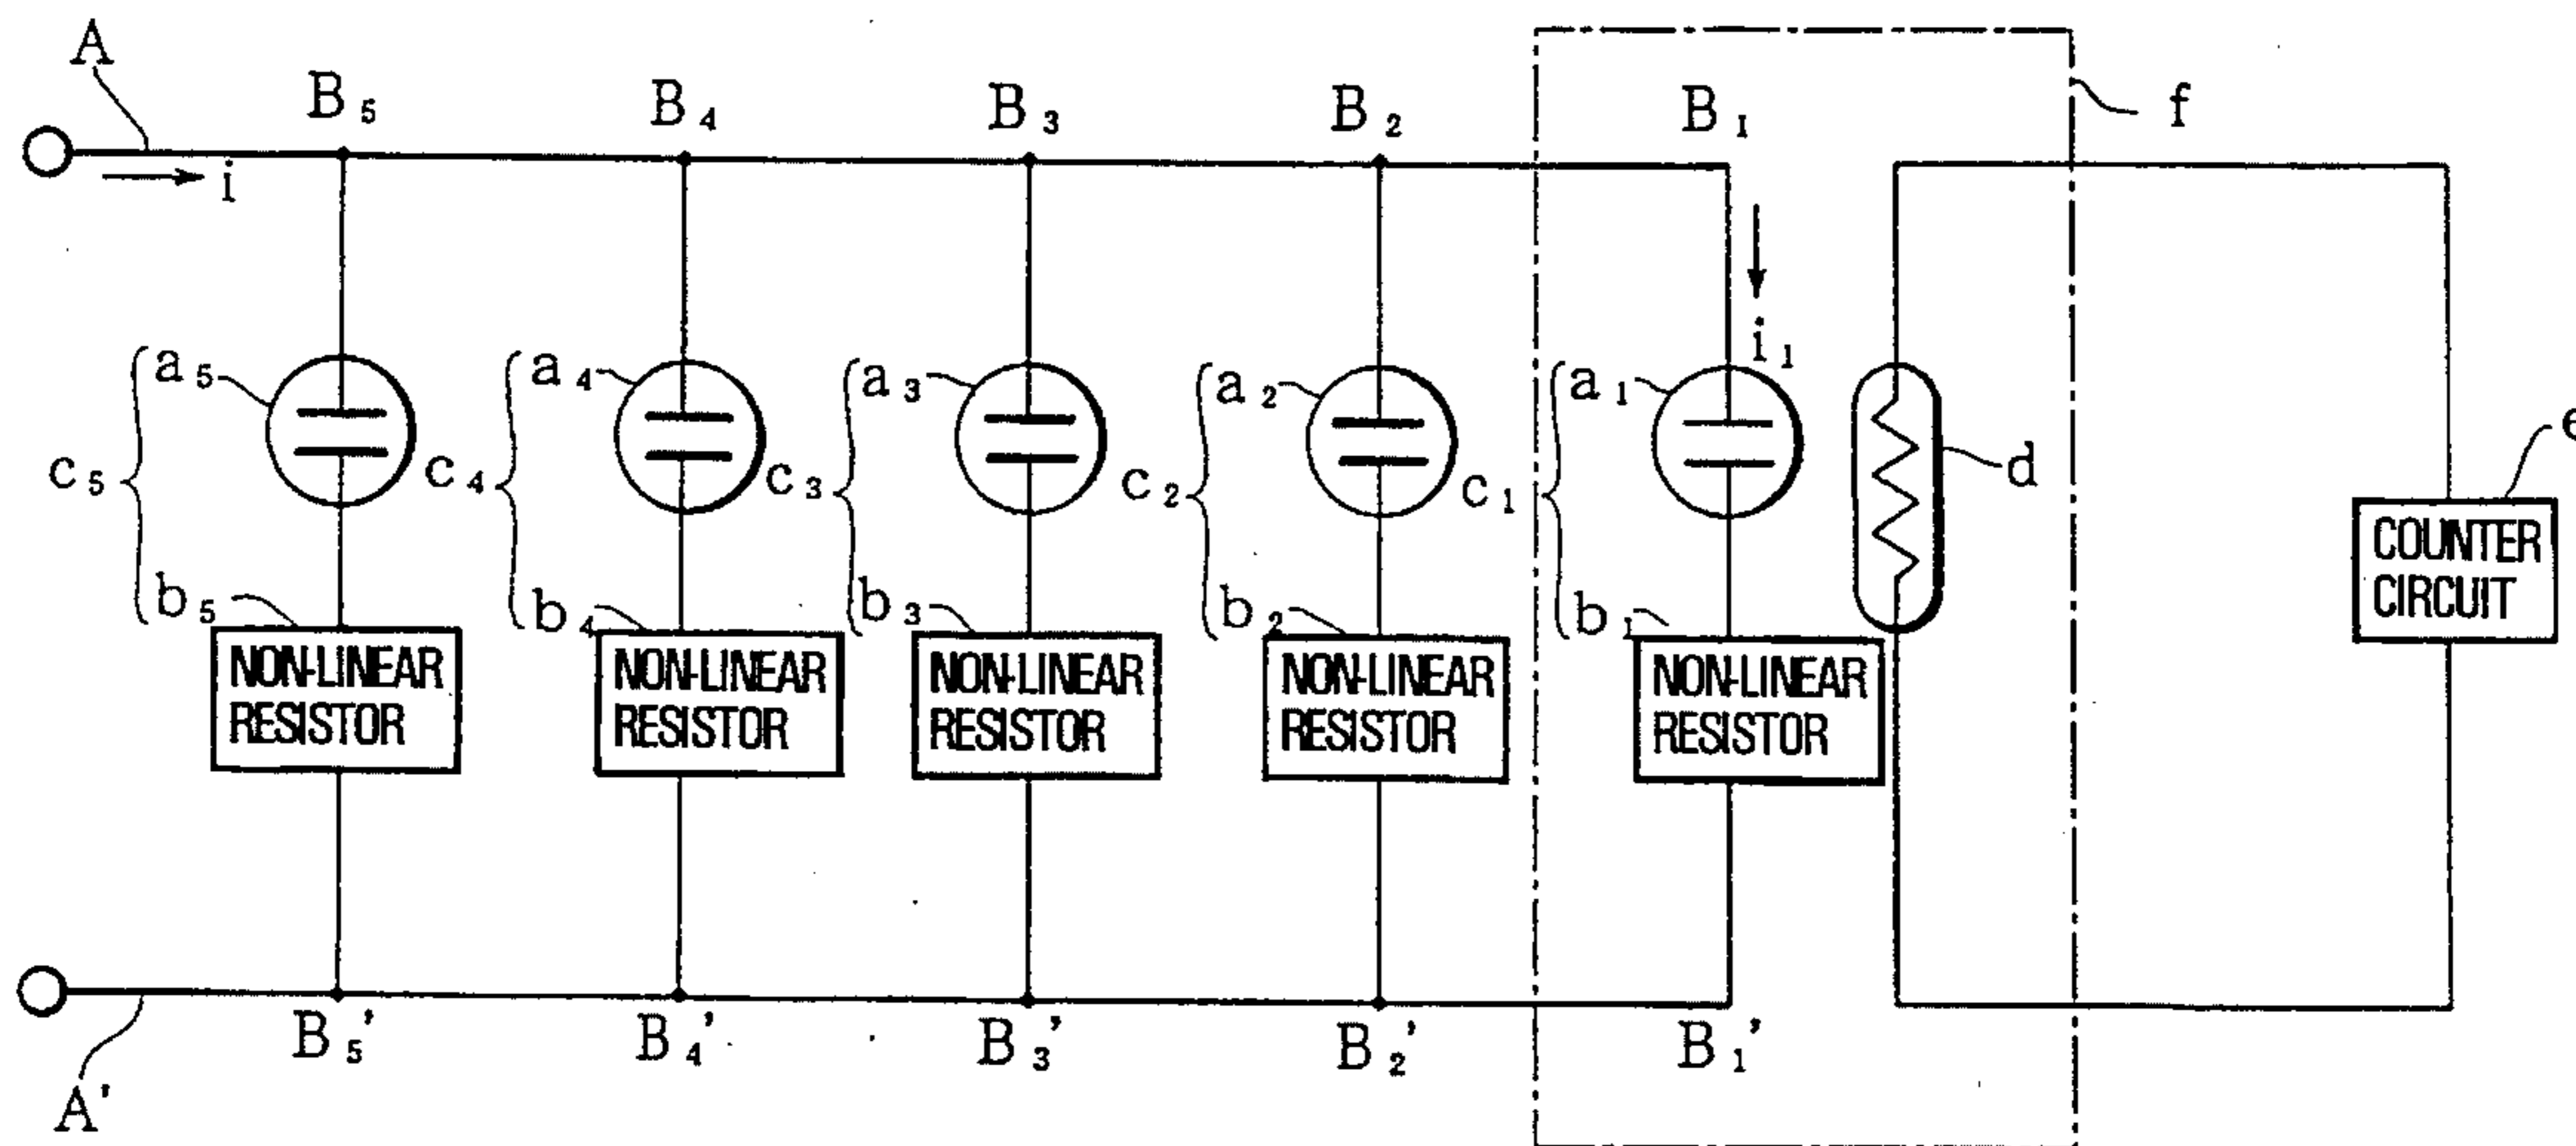 A
B₅
B₄
B₃
B₂
B₁
f
i
i₁
a₅
a₄
a₃
a₂
a₁
c₅
c₄
c₃
c₂
c₁
d
e
b₅
b₄
b₃
b₂
b₁
NON-LINEAR
RESISTOR
NON-LINEAR
RESISTOR
NON-LINEAR
RESISTOR
NON-LINEAR
RESISTOR
NON-LINEAR
RESISTOR
COUNTER
CIRCUIT
B₅'
B₄'
B₃'
B₂'
B₁'
A'